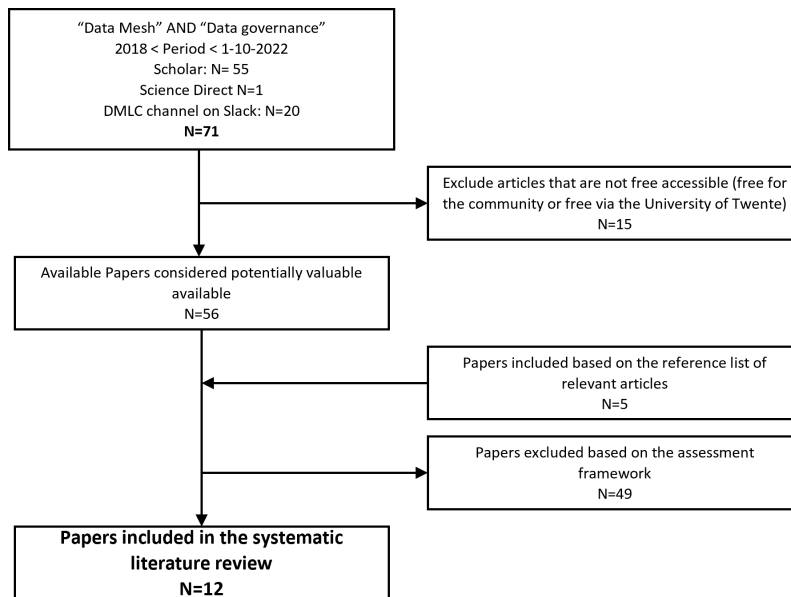 “Data Mesh” AND “Data governance”
2018 < Period < 1-10-2022
Scholar: N= 55
Science Direct N=1
DMLC channel on Slack: N=20
N=71
Exclude articles that are not free accessible (free for
the community or free via the University of Twente)
N=15
Available Papers considered potentially valuable
available
N=56
Papers included based on the reference list of
relevant articles
N=5
Papers excluded based on the assessment
framework
N=49
Papers included in the systematic
literature review
N=12